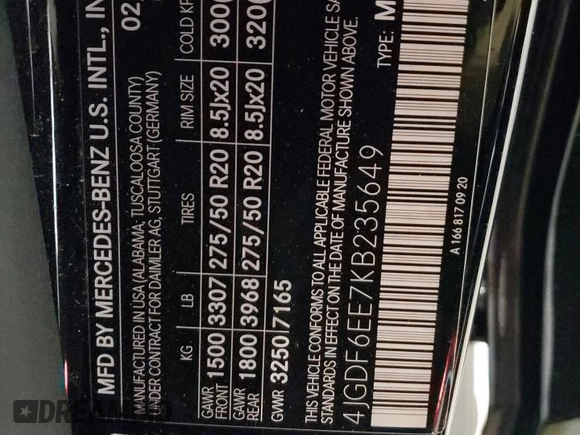 MFD BY MERCEDES-BENZ U.S. INTL., IN
02
MANUFACTURED IN USA (ALABAMA, TUSCALOOSA COUNTY)
UNDER CONTRACT FOR DAIMLER AG, STUTTGART (GERMANY)
KG LB TIRES RIM SIZE COLD KP
GAWR FRONT 1500 3307 275/50 R20 8.5Jx20 300
GAWR REAR 1800 3968 275/50 R20 8.5Jx20 320
GVWR 3250 7165
THIS VEHICLE CONFORMS TO ALL APPLICABLE FEDERAL MOTOR VEHICLE SA
IN EFFECT ON THE DATE OF MANUFACTURE SHOWN ABOVE.
4JGDF6EE7KB235649 TYPE: M
A 166 817 09 20